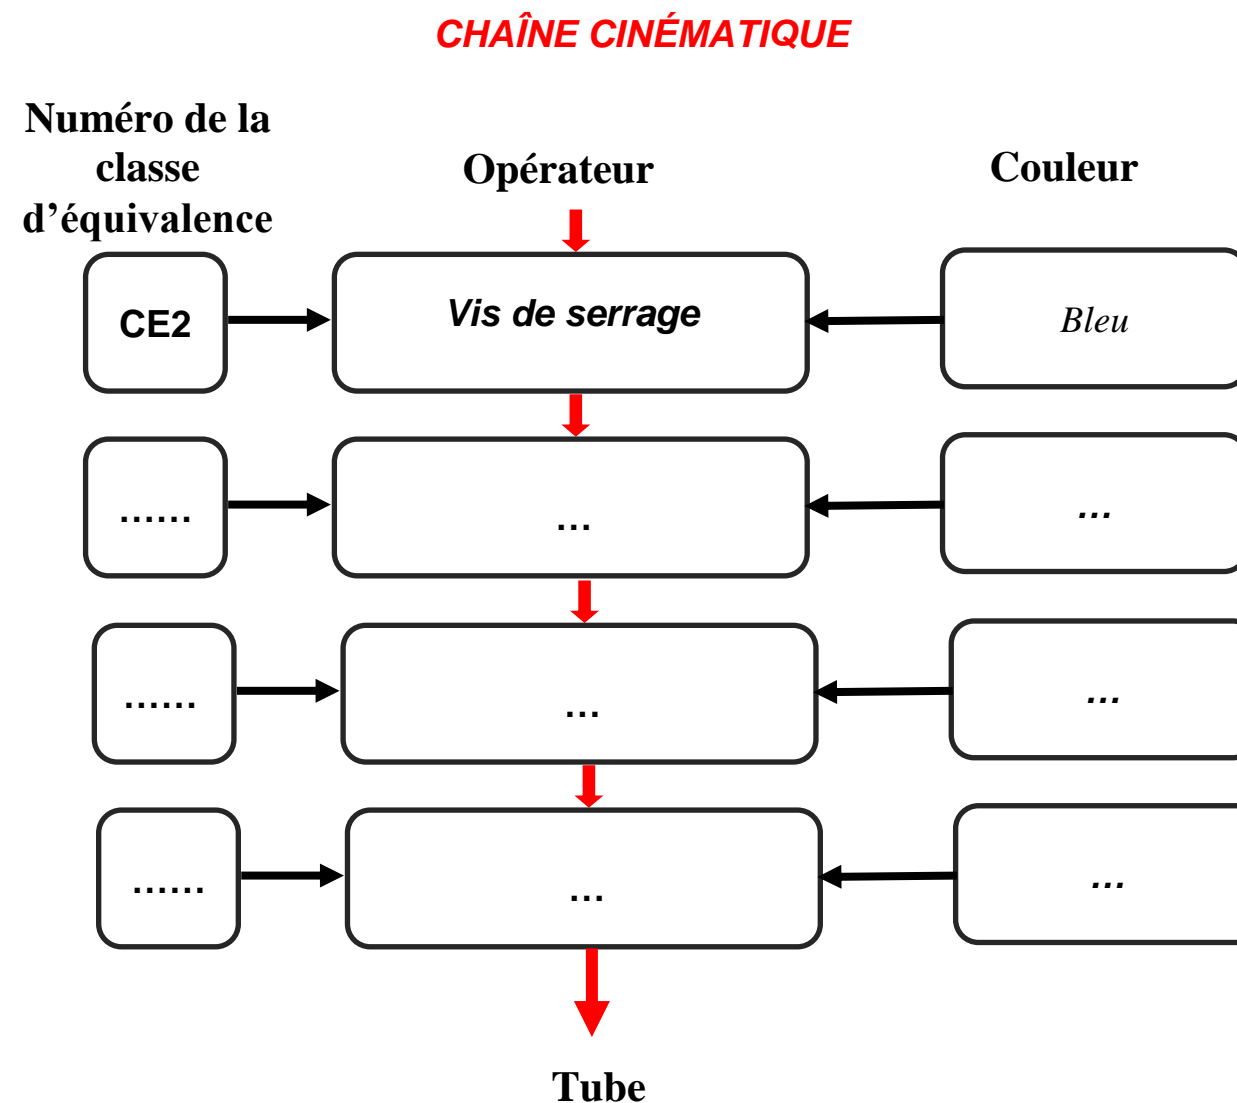 CHAÎNE CINÉMATIQUE
Numéro de la
classe
d’équivalence
Opérateur
Couleur
CE2
Vis de serrage
Bleu
……
…
…
……
…
…
……
…
…
Tube